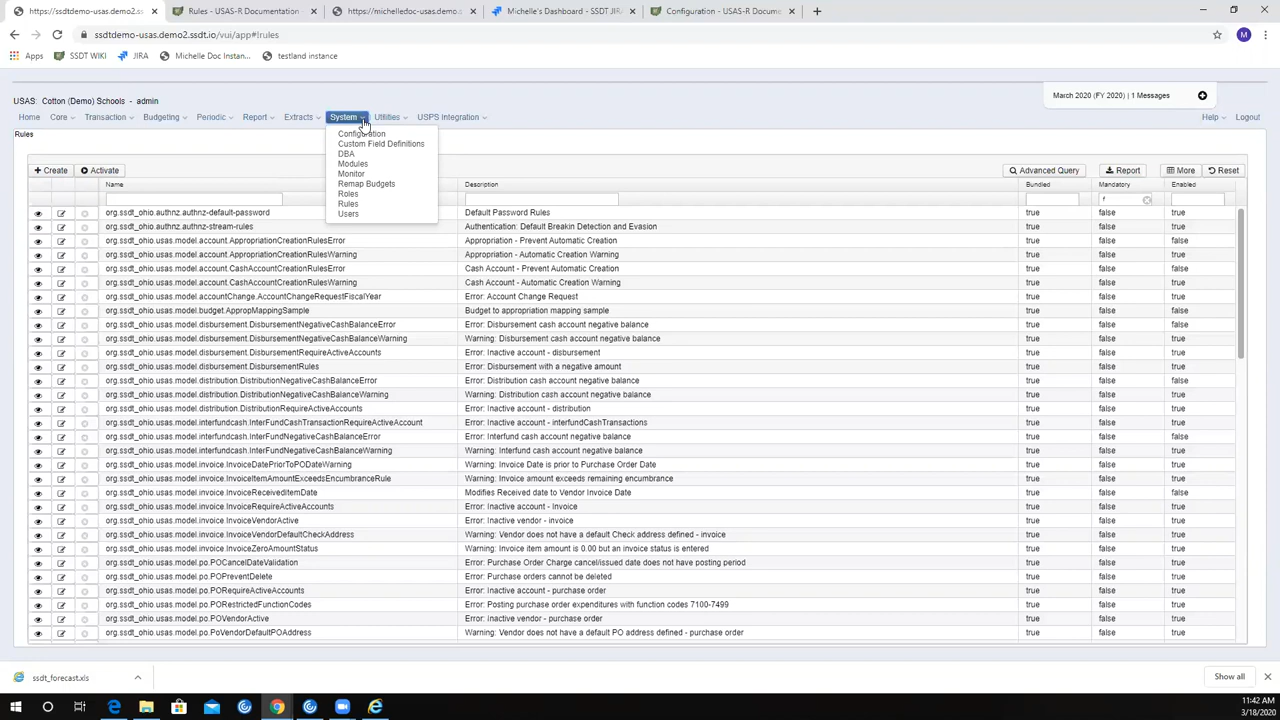 https://ssdtdemo-usas.demo2.ss
Rules - USAS-R Documentation
https://michelledoc-usas.demo.s
Michelle's Dashboard - SSDT JIRA
Configuration - USAS-R Docume
ssdtdemo-usas.demo2.ssdt.io/vui/app#!rules
M
Apps
SSDT WIKI
JIRA
Michelle Doc Instan...
testland instance
USAS: Cotton (Demo) Schools - admin
March 2020 (FY 2020) | 1 Messages
Home
Core
Transaction
Budgeting
Periodic
Report
Extracts
System
Utilities
USPS Integration
Help
Logout
Rules
Configuration
Custom Field Definitions
DBA
Modules
Monitor
Remap Budgets
Roles
Rules
Users
Create
Activate
Advanced Query
Report
More
Reset
Name Description Bundled Mandatory Enabled
f
org.ssdt_ohio.authnz.authnz-default-password Default Password Rules true false true
org.ssdt_ohio.authnz.authnz-stream-rules Authentication: Default Breakin Detection and Evasion true false true
org.ssdt_ohio.usas.model.account.AppropriationCreationRulesError Appropriation - Prevent Automatic Creation true false false
org.ssdt_ohio.usas.model.account.AppropriationCreationRulesWarning Appropriation - Automatic Creation Warning true false true
org.ssdt_ohio.usas.model.account.CashAccountCreationRulesError Cash Account - Prevent Automatic Creation true false false
org.ssdt_ohio.usas.model.account.CashAccountCreationRulesWarning Cash Account - Automatic Creation Warning true false true
org.ssdt_ohio.usas.model.accountChange.AccountChangeRequestFiscalYear Error: Account Change Request true false true
org.ssdt_ohio.usas.model.budget.AppropMappingSample Budget to appropriation mapping sample true false false
org.ssdt_ohio.usas.model.disbursement.DisbursementNegativeCashBalanceError Error: Disbursement cash account negative balance true false false
org.ssdt_ohio.usas.model.disbursement.DisbursementNegativeCashBalanceWarning Warning: Disbursement cash account negative balance true false true
org.ssdt_ohio.usas.model.disbursement.DisbursementRequireActiveAccounts Error: Inactive account - disbursement true false true
org.ssdt_ohio.usas.model.disbursement.DisbursementRules Error: Disbursement with a negative amount true false true
org.ssdt_ohio.usas.model.distribution.DistributionNegativeCashBalanceError Error: Distribution cash account negative balance true false false
org.ssdt_ohio.usas.model.distribution.DistributionNegativeCashBalanceWarning Warning: Distribution cash account negative balance true false true
org.ssdt_ohio.usas.model.distribution.DistributionRequireActiveAccounts Error: Inactive account - distribution true false true
org.ssdt_ohio.usas.model.interfundcash.InterFundCashTransactionRequireActiveAccount Error: Inactive account - interfundCashTransactions true false true
org.ssdt_ohio.usas.model.interfundcash.InterFundNegativeCashBalanceError Error: Interfund cash account negative balance true false false
org.ssdt_ohio.usas.model.interfundcash.InterFundNegativeCashBalanceWarning Warning: Interfund cash account negative balance true false true
org.ssdt_ohio.usas.model.invoice.InvoiceDatePriorToPODateWarning Warning: Invoice Date is prior to Purchase Order Date true false true
org.ssdt_ohio.usas.model.invoice.InvoiceItemAmountExceedsEncumbranceRule Warning: Invoice amount exceeds remaining encumbrance true false true
org.ssdt_ohio.usas.model.invoice.InvoiceReceivedItemDate Modifies Received date to Vendor Invoice Date true false false
org.ssdt_ohio.usas.model.invoice.InvoiceRequireActiveAccounts Error: Inactive account - Invoice true false true
org.ssdt_ohio.usas.model.invoice.InvoiceVendorActive Error: Inactive vendor - invoice true false true
org.ssdt_ohio.usas.model.invoice.InvoiceVendorDefaultCheckAddress Warning: Vendor does not have a default Check address defined - invoice true false true
org.ssdt_ohio.usas.model.invoice.InvoiceZeroAmountStatus Warning: Invoice item amount is 0.00 but an invoice status is entered true false true
org.ssdt_ohio.usas.model.po.POCancelDateValidation Error: Purchase Order Charge cancel/issued date does not have posting period true false true
org.ssdt_ohio.usas.model.po.POPreventDelete Error: Purchase orders cannot be deleted true false true
org.ssdt_ohio.usas.model.po.PORequireActiveAccounts Error: Inactive account - purchase order true false true
org.ssdt_ohio.usas.model.po.PORestrictedFunctionCodes Error: Posting purchase order expenditures with function codes 7100-7499 true false true
org.ssdt_ohio.usas.model.po.POVendorActive Error: Inactive vendor - purchase order true false true
org.ssdt_ohio.usas.model.po.PoVendorDefaultPOAddress Warning: Vendor does not have a default PO address defined - purchase order true false true
ssdt_forecast.xls
Show all
11:42 AM
3/18/2020